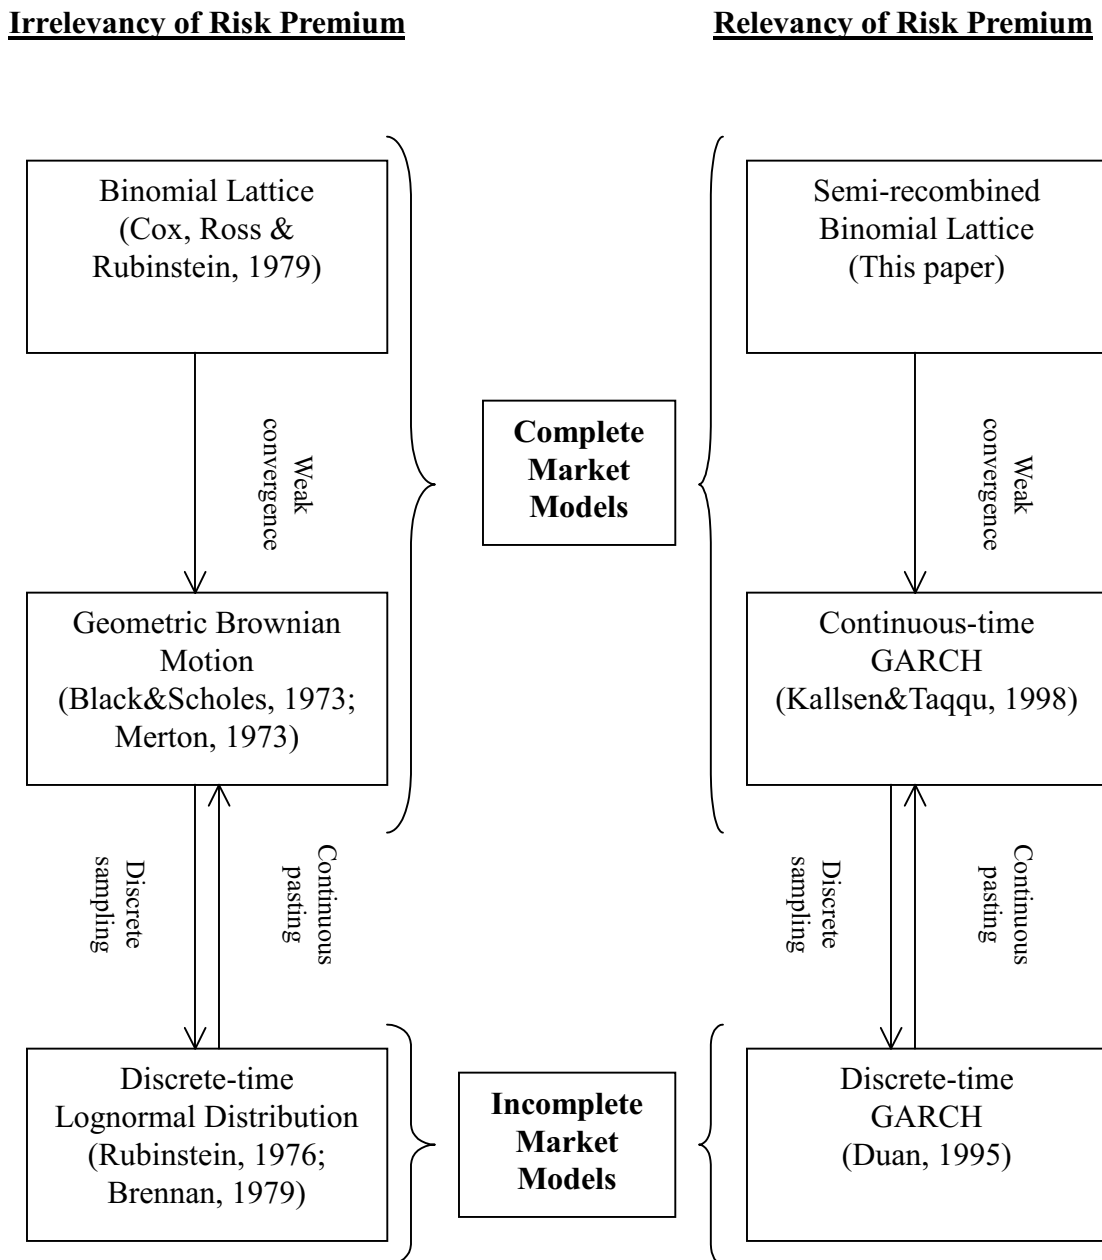 Irrelevancy of Risk Premium
Relevancy of Risk Premium
Binomial Lattice
(Cox, Ross &
Rubinstein, 1979)
Semi-recombined
Binomial Lattice
(This paper)
Weak
convergence
Complete
Market
Models
Weak
convergence
Geometric Brownian
Motion
(Black&Scholes, 1973;
Merton, 1973)
Continuous-time
GARCH
(Kallsen&Taqqu, 1998)
Discrete
sampling
Continuous
pasting
Discrete
sampling
Continuous
pasting
Discrete-time
Lognormal Distribution
(Rubinstein, 1976;
Brennan, 1979)
Incomplete
Market
Models
Discrete-time
GARCH
(Duan, 1995)